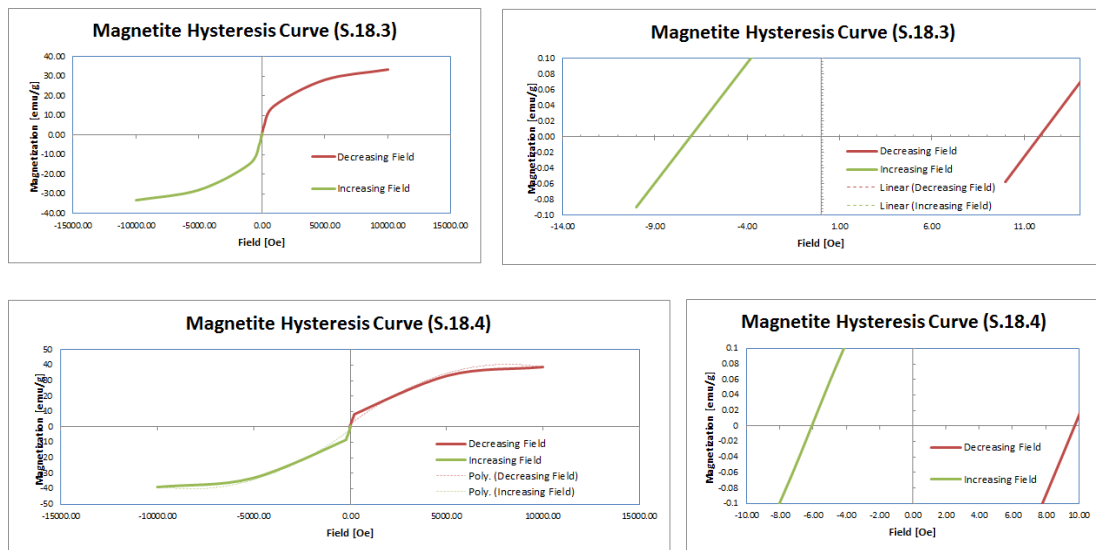 Magnetite Hysteresis Curve (S.18.3)
40.00
30.00
20.00
10.00
0.00
-10.00
-20.00
-30.00
-40.00
Magnetization [emu/g]
Decreasing Field
Increasing Field
-15000.00 -10000.00 -5000.00 0.00 5000.00 10000.00 15000.00
Field [Oe]
Magnetite Hysteresis Curve (S.18.3)
0.10
0.08
0.06
0.04
0.02
0.00
-0.02
-0.04
-0.06
-0.08
-0.10
Magnetization [emu/g]
Decreasing Field
Increasing Field
Linear (Decreasing Field)
Linear (Increasing Field)
-14.00 -9.00 -4.00 1.00 6.00 11.00
Field [Oe]
Magnetite Hysteresis Curve (S.18.4)
50
40
30
20
10
0
-10
-20
-30
-40
50
Magnetization [emu/g]
Decreasing Field
Increasing Field
Poly. (Decreasing Field)
Poly. (Increasing Field)
-15000.00 -10000.00 -5000.00 0.00 5000.00 10000.00 15000.00
Field [Oe]
Magnetite Hysteresis Curve (S.18.4)
0.1
0.08
0.06
0.04
0.02
0
-0.02
-0.04
-0.06
-0.08
-0.1
Magnetization [emu/g]
Decreasing Field
Increasing Field
-10.00 -8.00 -6.00 -4.00 -2.00 0.00 2.00 4.00 6.00 8.00 10.00
Field [Oe]